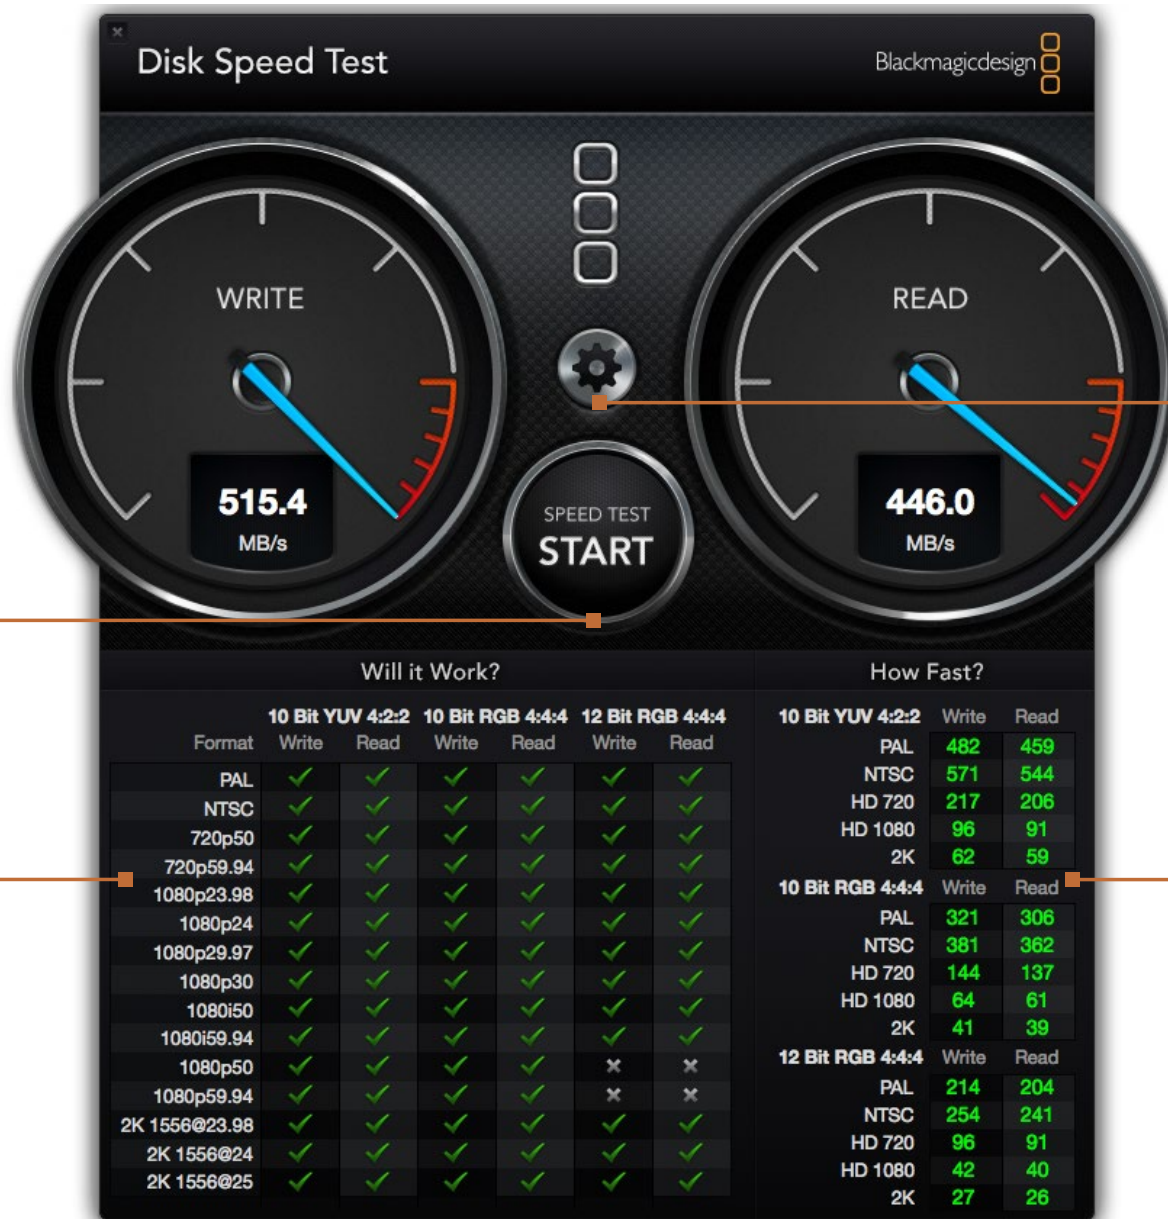 Disk Speed Test
Blackmagicdesign
WRITE
515.4
MB/s
READ
446.0
MB/s
SPEED TEST
START
Will it Work?
10 Bit YUV 4:2:2 10 Bit RGB 4:4:4 12 Bit RGB 4:4:4
Format Write Read Write Read Write Read
PAL ✓ ✓ ✓ ✓ ✓ ✓
NTSC ✓ ✓ ✓ ✓ ✓ ✓
720p50 ✓ ✓ ✓ ✓ ✓ ✓
720p59.94 ✓ ✓ ✓ ✓ ✓ ✓
1080p23.98 ✓ ✓ ✓ ✓ ✓ ✓
1080p24 ✓ ✓ ✓ ✓ ✓ ✓
1080p29.97 ✓ ✓ ✓ ✓ ✓ ✓
1080p30 ✓ ✓ ✓ ✓ ✓ ✓
1080i50 ✓ ✓ ✓ ✓ ✓ ✓
1080i59.94 ✓ ✓ ✓ ✓ ✓ ✓
1080p50 ✓ ✓ ✓ ✓ ✗ ✗
1080p59.94 ✓ ✓ ✓ ✓ ✗ ✗
2K 1556@23.98 ✓ ✓ ✓ ✓ ✓ ✓
2K 1556@24 ✓ ✓ ✓ ✓ ✓ ✓
2K 1556@25 ✓ ✓ ✓ ✓ ✓ ✓
How Fast?
10 Bit YUV 4:2:2 Write Read
PAL 482 459
NTSC 571 544
HD 720 217 206
HD 1080 96 91
2K 62 59
10 Bit RGB 4:4:4 Write Read
PAL 321 306
NTSC 381 362
HD 720 144 137
HD 1080 64 61
2K 41 39
12 Bit RGB 4:4:4 Write Read
PAL 214 204
NTSC 254 241
HD 720 96 91
HD 1080 42 40
2K 27 26